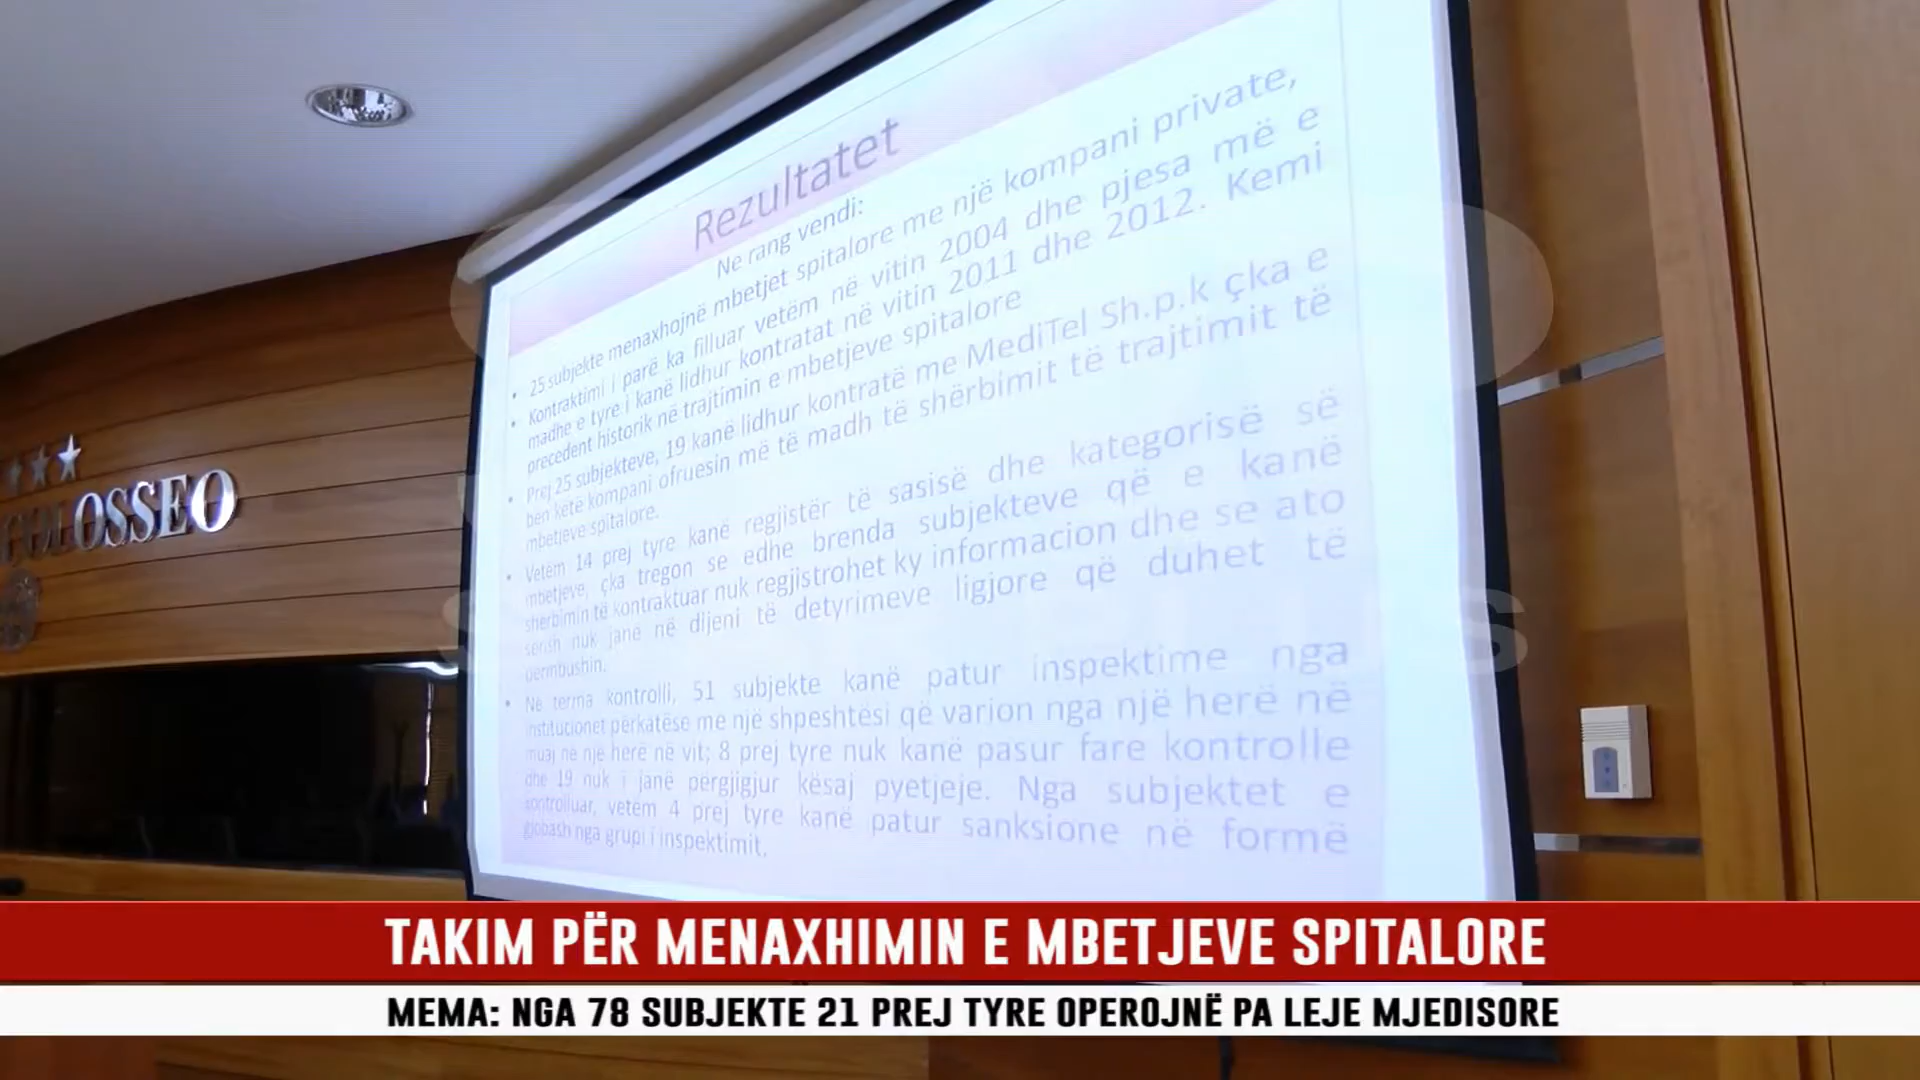 Rezultatet
Ne rang vendi:
• 25 subjekte menaxhojnë mbetjet spitalore me një kompani private,
• Kontraktimi i parë ka filluar vetëm në vitin 2004 dhe pjesa më e
madhe e tyre i kanë lidhur kontratat në vitin 2011 dhe 2012. Kemi
precedent historik në trajtimin e mbetjeve spitalore
• Prej 25 subjekteve, 19 kanë lidhur kontratë me MediTel Sh.p.k çka e
bën këtë kompani ofruesin më të madh të shërbimit të trajtimit të
mbetjeve spitalore.
• Vetëm 14 prej tyre kanë regjistër të sasisë dhe kategorisë së
mbetjeve, çka tregon se edhe brenda subjekteve që e kanë
shërbimin të kontraktuar nuk regjistrohet ky informacion dhe se ato
sërish nuk janë në dijeni të detyrimeve ligjore që duhet të
përmbushin.
• Në terma kontrolli, 51 subjekte kanë patur inspektime nga
institucionet përkatëse me një shpeshtësi që varion nga një herë në
muaj në një herë në vit; 8 prej tyre nuk kanë pasur fare kontrolle
dhe 19 nuk i janë përgjigjur kësaj pyetjeje. Nga subjektet e
kontrolluar, vetëm 4 prej tyre kanë patur sanksione në formë
gjobash nga grupi i inspektimit.
COLOSSEO
TAKIM PËR MENAXHIMIN E MBETJEVE SPITALORE
MEMA: NGA 78 SUBJEKTE 21 PREJ TYRE OPEROJNË PA LEJE MJEDISORE